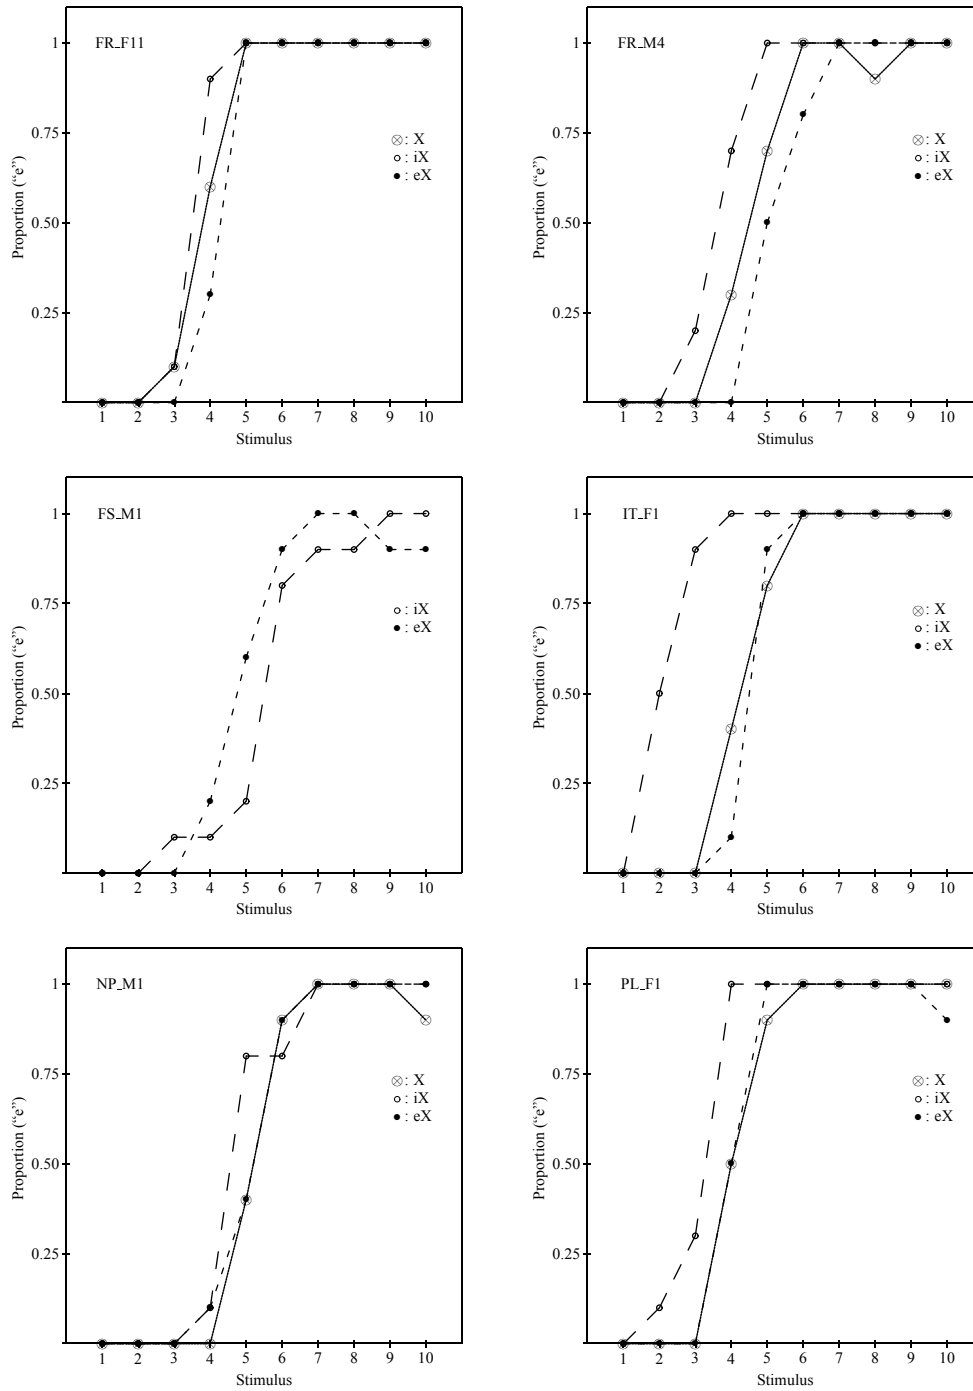 FR_F11
1
0.75
0.50
0.25
Proportion (“e”)
⊗: X
○: iX
●: eX
1 2 3 4 5 6 7 8 9 10
Stimulus
FR_M4
1
0.75
0.50
0.25
Proportion (“e”)
⊗: X
○: iX
●: eX
1 2 3 4 5 6 7 8 9 10
Stimulus
FS_M1
1
0.75
0.50
0.25
Proportion (“e”)
○: iX
●: eX
1 2 3 4 5 6 7 8 9 10
Stimulus
IT_F1
1
0.75
0.50
0.25
Proportion (“e”)
⊗: X
○: iX
●: eX
1 2 3 4 5 6 7 8 9 10
Stimulus
NP_M1
1
0.75
0.50
0.25
Proportion (“e”)
⊗: X
○: iX
●: eX
1 2 3 4 5 6 7 8 9 10
Stimulus
PL_F1
1
0.75
0.50
0.25
Proportion (“e”)
⊗: X
○: iX
●: eX
1 2 3 4 5 6 7 8 9 10
Stimulus